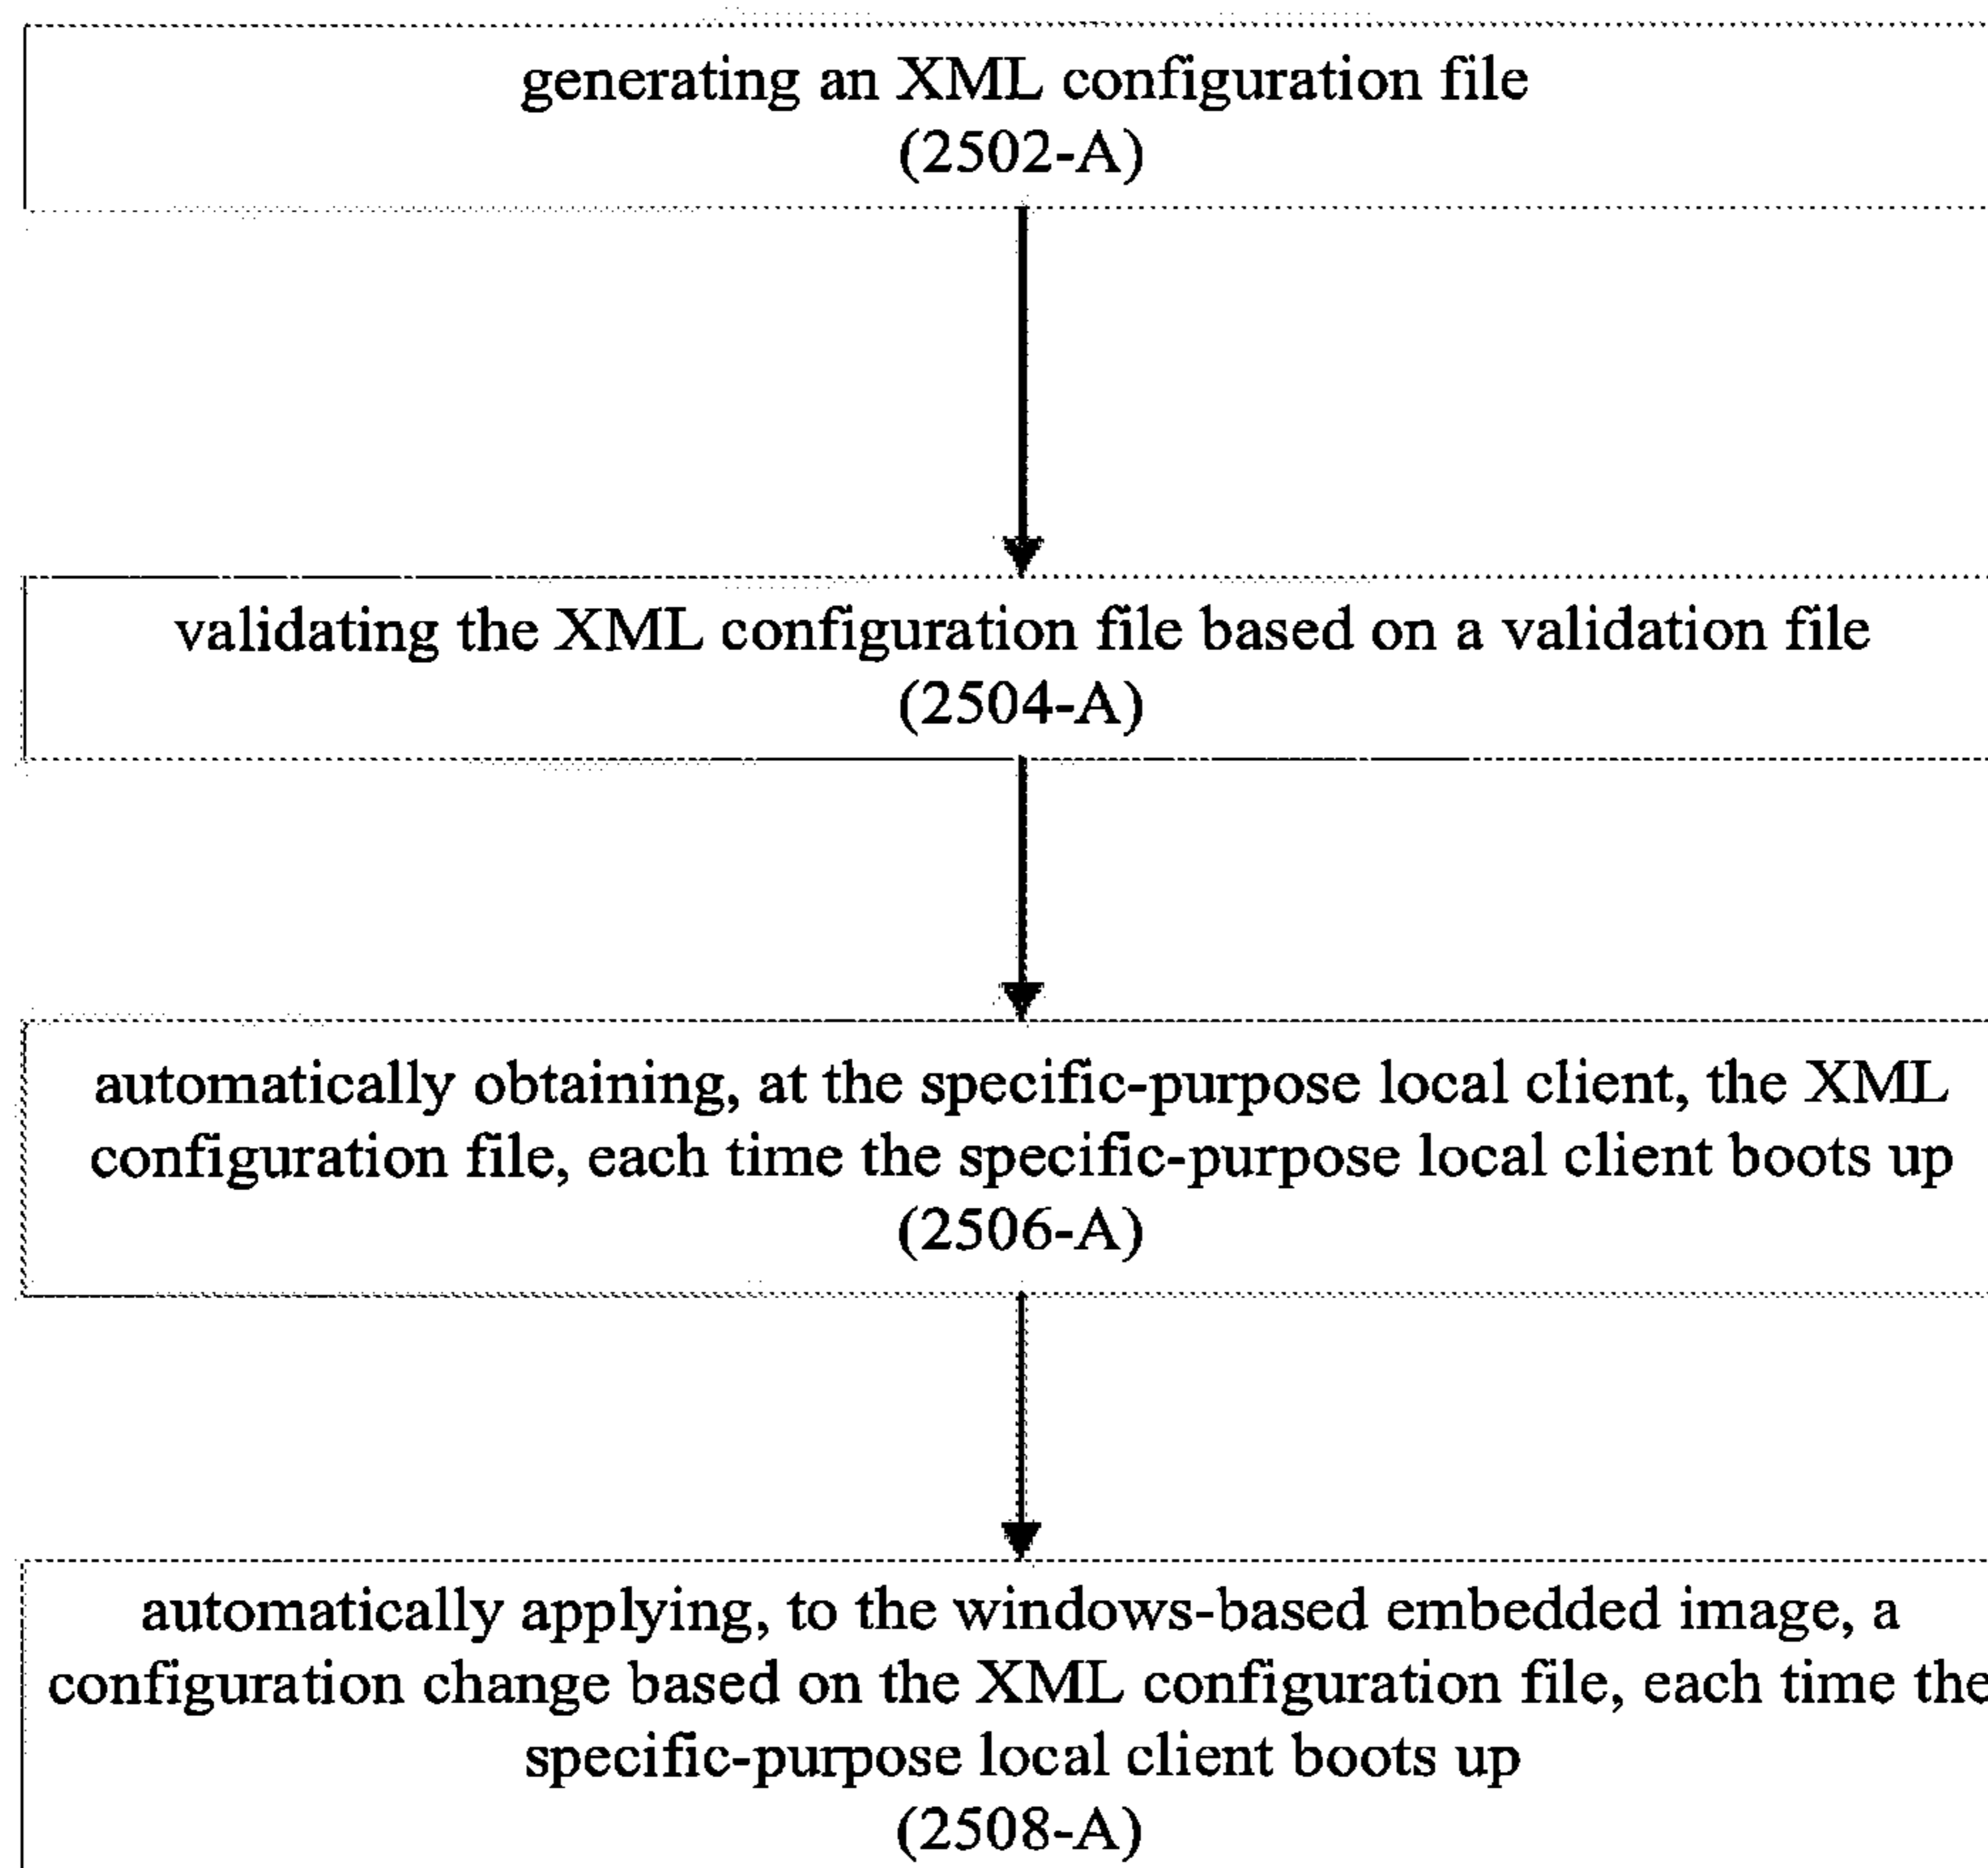 generating an XML configuration file
(2502-A)
validating the XML configuration file based on a validation file
(2504-A)
automatically obtaining, at the specific-purpose local client, the XML
configuration file, each time the specific-purpose local client boots up
(2506-A)
automatically applying, to the windows-based embedded image, a
configuration change based on the XML configuration file, each time the
specific-purpose local client boots up
(2508-A)